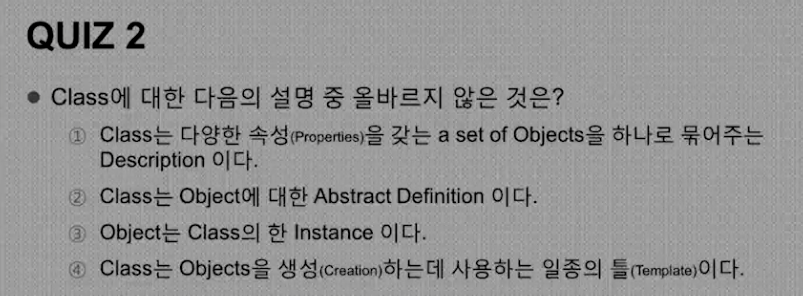 QUIZ 2
● Class에 대한 다음의 설명 중 올바르지 않은 것은?
① Class는 다양한 속성(Properties)을 갖는 a set of Objects을 하나로 묶어주는
Description 이다.
② Class는 Object에 대한 Abstract Definition 이다.
③ Object는 Class의 한 Instance 이다.
④ Class는 Objects을 생성(Creation)하는데 사용하는 일종의 틀(Template)이다.